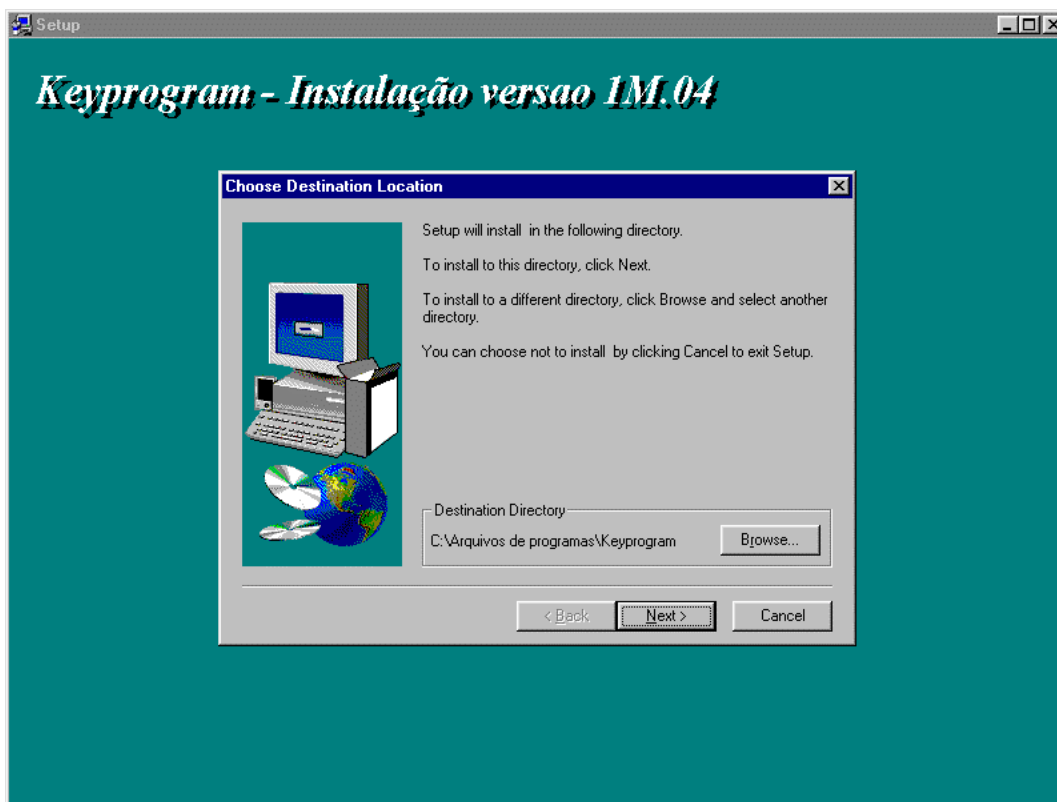 Setup
Keyprogram - Instalação versao 1M.04
Choose Destination Location
Setup will install  in the following directory.
To install to this directory, click Next.
To install to a different directory, click Browse and select another
directory.
You can choose not to install  by clicking Cancel to exit Setup.
Destination Directory
C:\Arquivos de programas\Keyprogram
Browse...
< Back
Next >
Cancel